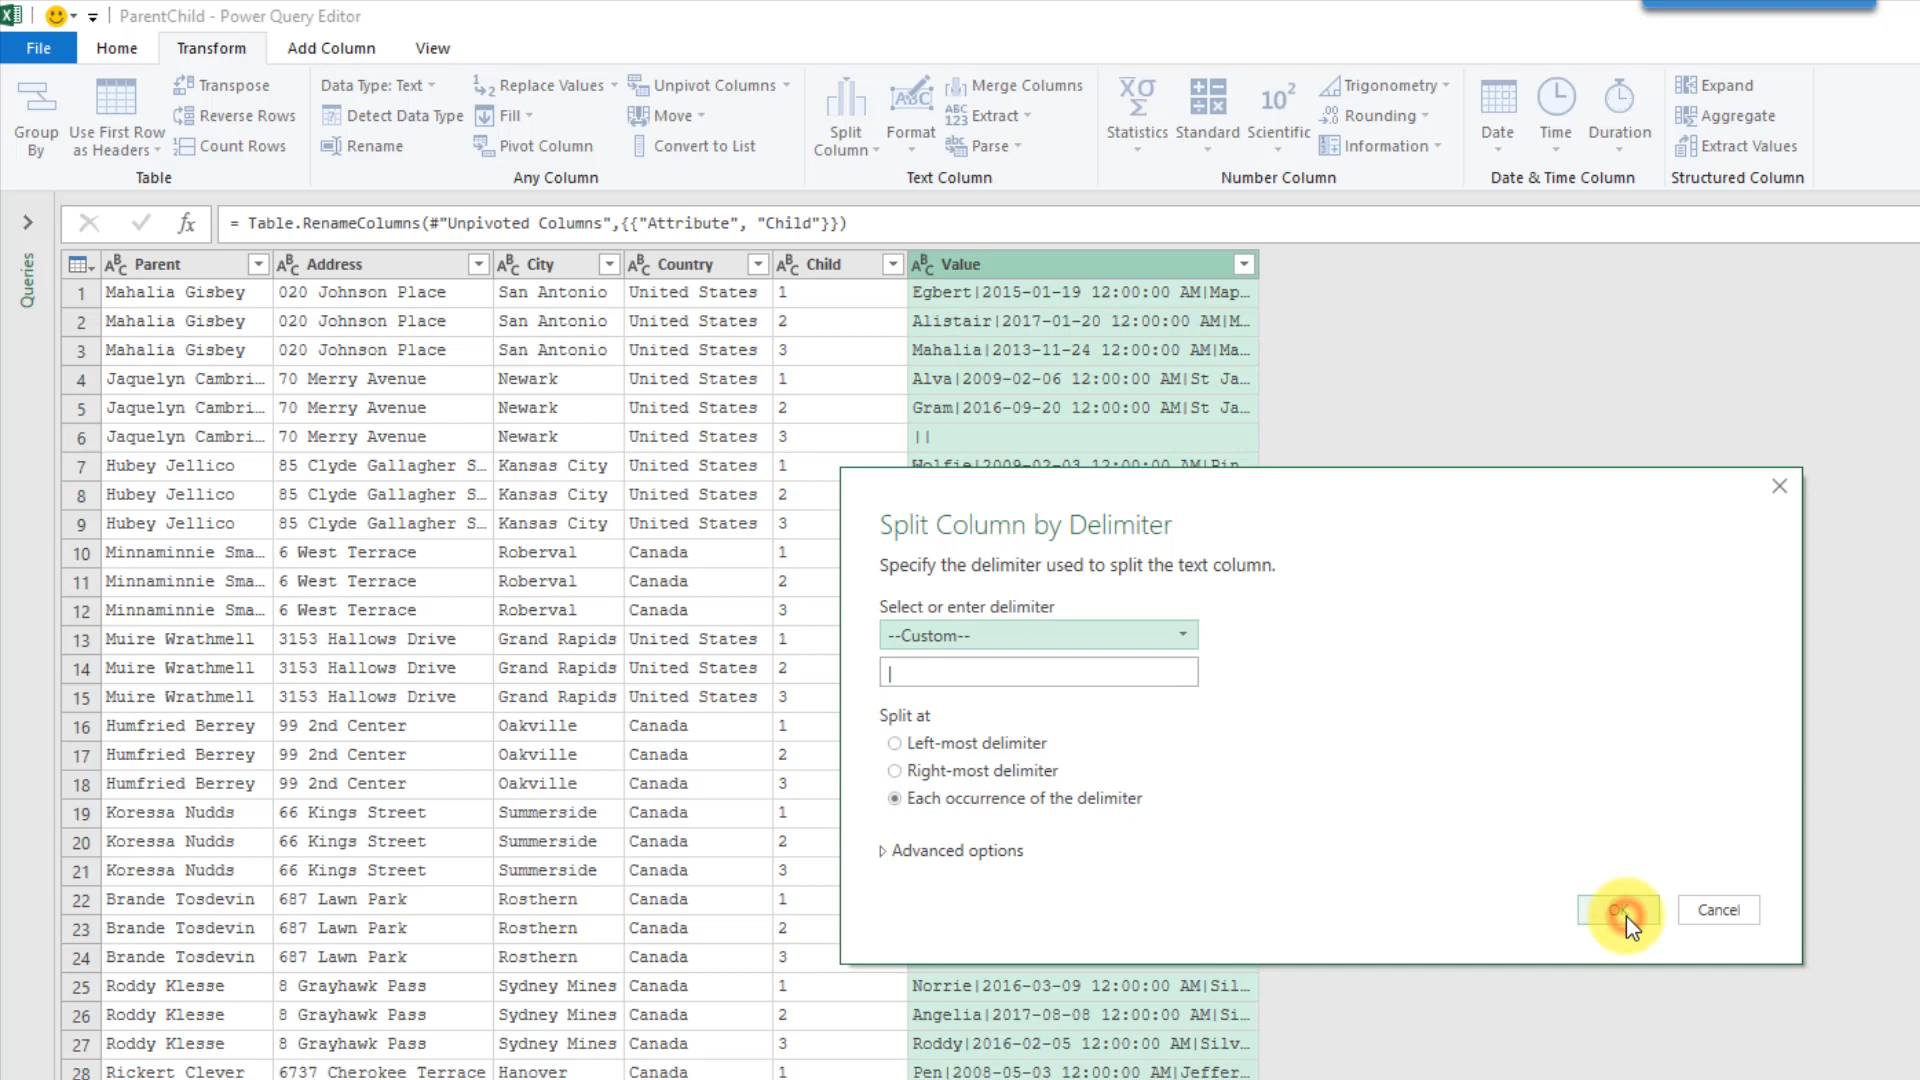 ParentChild - Power Query Editor
File Home Transform Add Column View
Group By
Use First Row as Headers
Transpose
Reverse Rows
Count Rows
Table
Data Type: Text
Detect Data Type
Rename
Replace Values
Fill
Pivot Column
Unpivot Columns
Move
Convert to List
Any Column
Split Column
Format
Merge Columns
Extract
Parse
Text Column
Statistics
Standard
Scientific
Trigonometry
Rounding
Information
Number Column
Date
Time
Duration
Date & Time Column
Expand
Aggregate
Extract Values
Structured Column
= Table.RenameColumns(#"Unpivoted Columns",{{"Attribute", "Child"}})
Queries
Parent Address City Country Child Value
1 Mahalia Gisbey 020 Johnson Place San Antonio United States 1 Egbert|2015-01-19 12:00:00 AM|Map…
2 Mahalia Gisbey 020 Johnson Place San Antonio United States 2 Alistair|2017-01-20 12:00:00 AM|M…
3 Mahalia Gisbey 020 Johnson Place San Antonio United States 3 Mahalia|2013-11-24 12:00:00 AM|Ma…
4 Jaquelyn Cambri… 70 Merry Avenue Newark United States 1 Alva|2009-02-06 12:00:00 AM|St Ja…
5 Jaquelyn Cambri… 70 Merry Avenue Newark United States 2 Gram|2016-09-20 12:00:00 AM|St Ja…
6 Jaquelyn Cambri… 70 Merry Avenue Newark United States 3 ||
7 Hubey Jellico 85 Clyde Gallagher S… Kansas City United States 1 Wolfie|2009-02-03 12:00:00 AM|Pin…
8 Hubey Jellico 85 Clyde Gallagher S… Kansas City United States 2
9 Hubey Jellico 85 Clyde Gallagher S… Kansas City United States 3
10 Minnaminnie Sma… 6 West Terrace Roberval Canada 1
11 Minnaminnie Sma… 6 West Terrace Roberval Canada 2
12 Minnaminnie Sma… 6 West Terrace Roberval Canada 3
13 Muire Wrathmell 3153 Hallows Drive Grand Rapids United States 1
14 Muire Wrathmell 3153 Hallows Drive Grand Rapids United States 2
15 Muire Wrathmell 3153 Hallows Drive Grand Rapids United States 3
16 Humfried Berrey 99 2nd Center Oakville Canada 1
17 Humfried Berrey 99 2nd Center Oakville Canada 2
18 Humfried Berrey 99 2nd Center Oakville Canada 3
19 Koressa Nudds 66 Kings Street Summerside Canada 1
20 Koressa Nudds 66 Kings Street Summerside Canada 2
21 Koressa Nudds 66 Kings Street Summerside Canada 3
22 Brande Tosdevin 687 Lawn Park Rosthern Canada 1
23 Brande Tosdevin 687 Lawn Park Rosthern Canada 2
24 Brande Tosdevin 687 Lawn Park Rosthern Canada 3
25 Roddy Klesse 8 Grayhawk Pass Sydney Mines Canada 1 Norrie|2016-03-09 12:00:00 AM|Sil…
26 Roddy Klesse 8 Grayhawk Pass Sydney Mines Canada 2 Angelia|2017-08-08 12:00:00 AM|Si…
27 Roddy Klesse 8 Grayhawk Pass Sydney Mines Canada 3 Roddy|2016-02-05 12:00:00 AM|Silv…
28 Rickert Clever 6737 Cherokee Terrace Hanover Canada 1 Pen|2008-05-03 12:00:00 AM|Jeffer…
Split Column by Delimiter
Specify the delimiter used to split the text column.
Select or enter delimiter
--Custom--
|
Split at
Left-most delimiter
Right-most delimiter
Each occurrence of the delimiter
Advanced options
OK Cancel